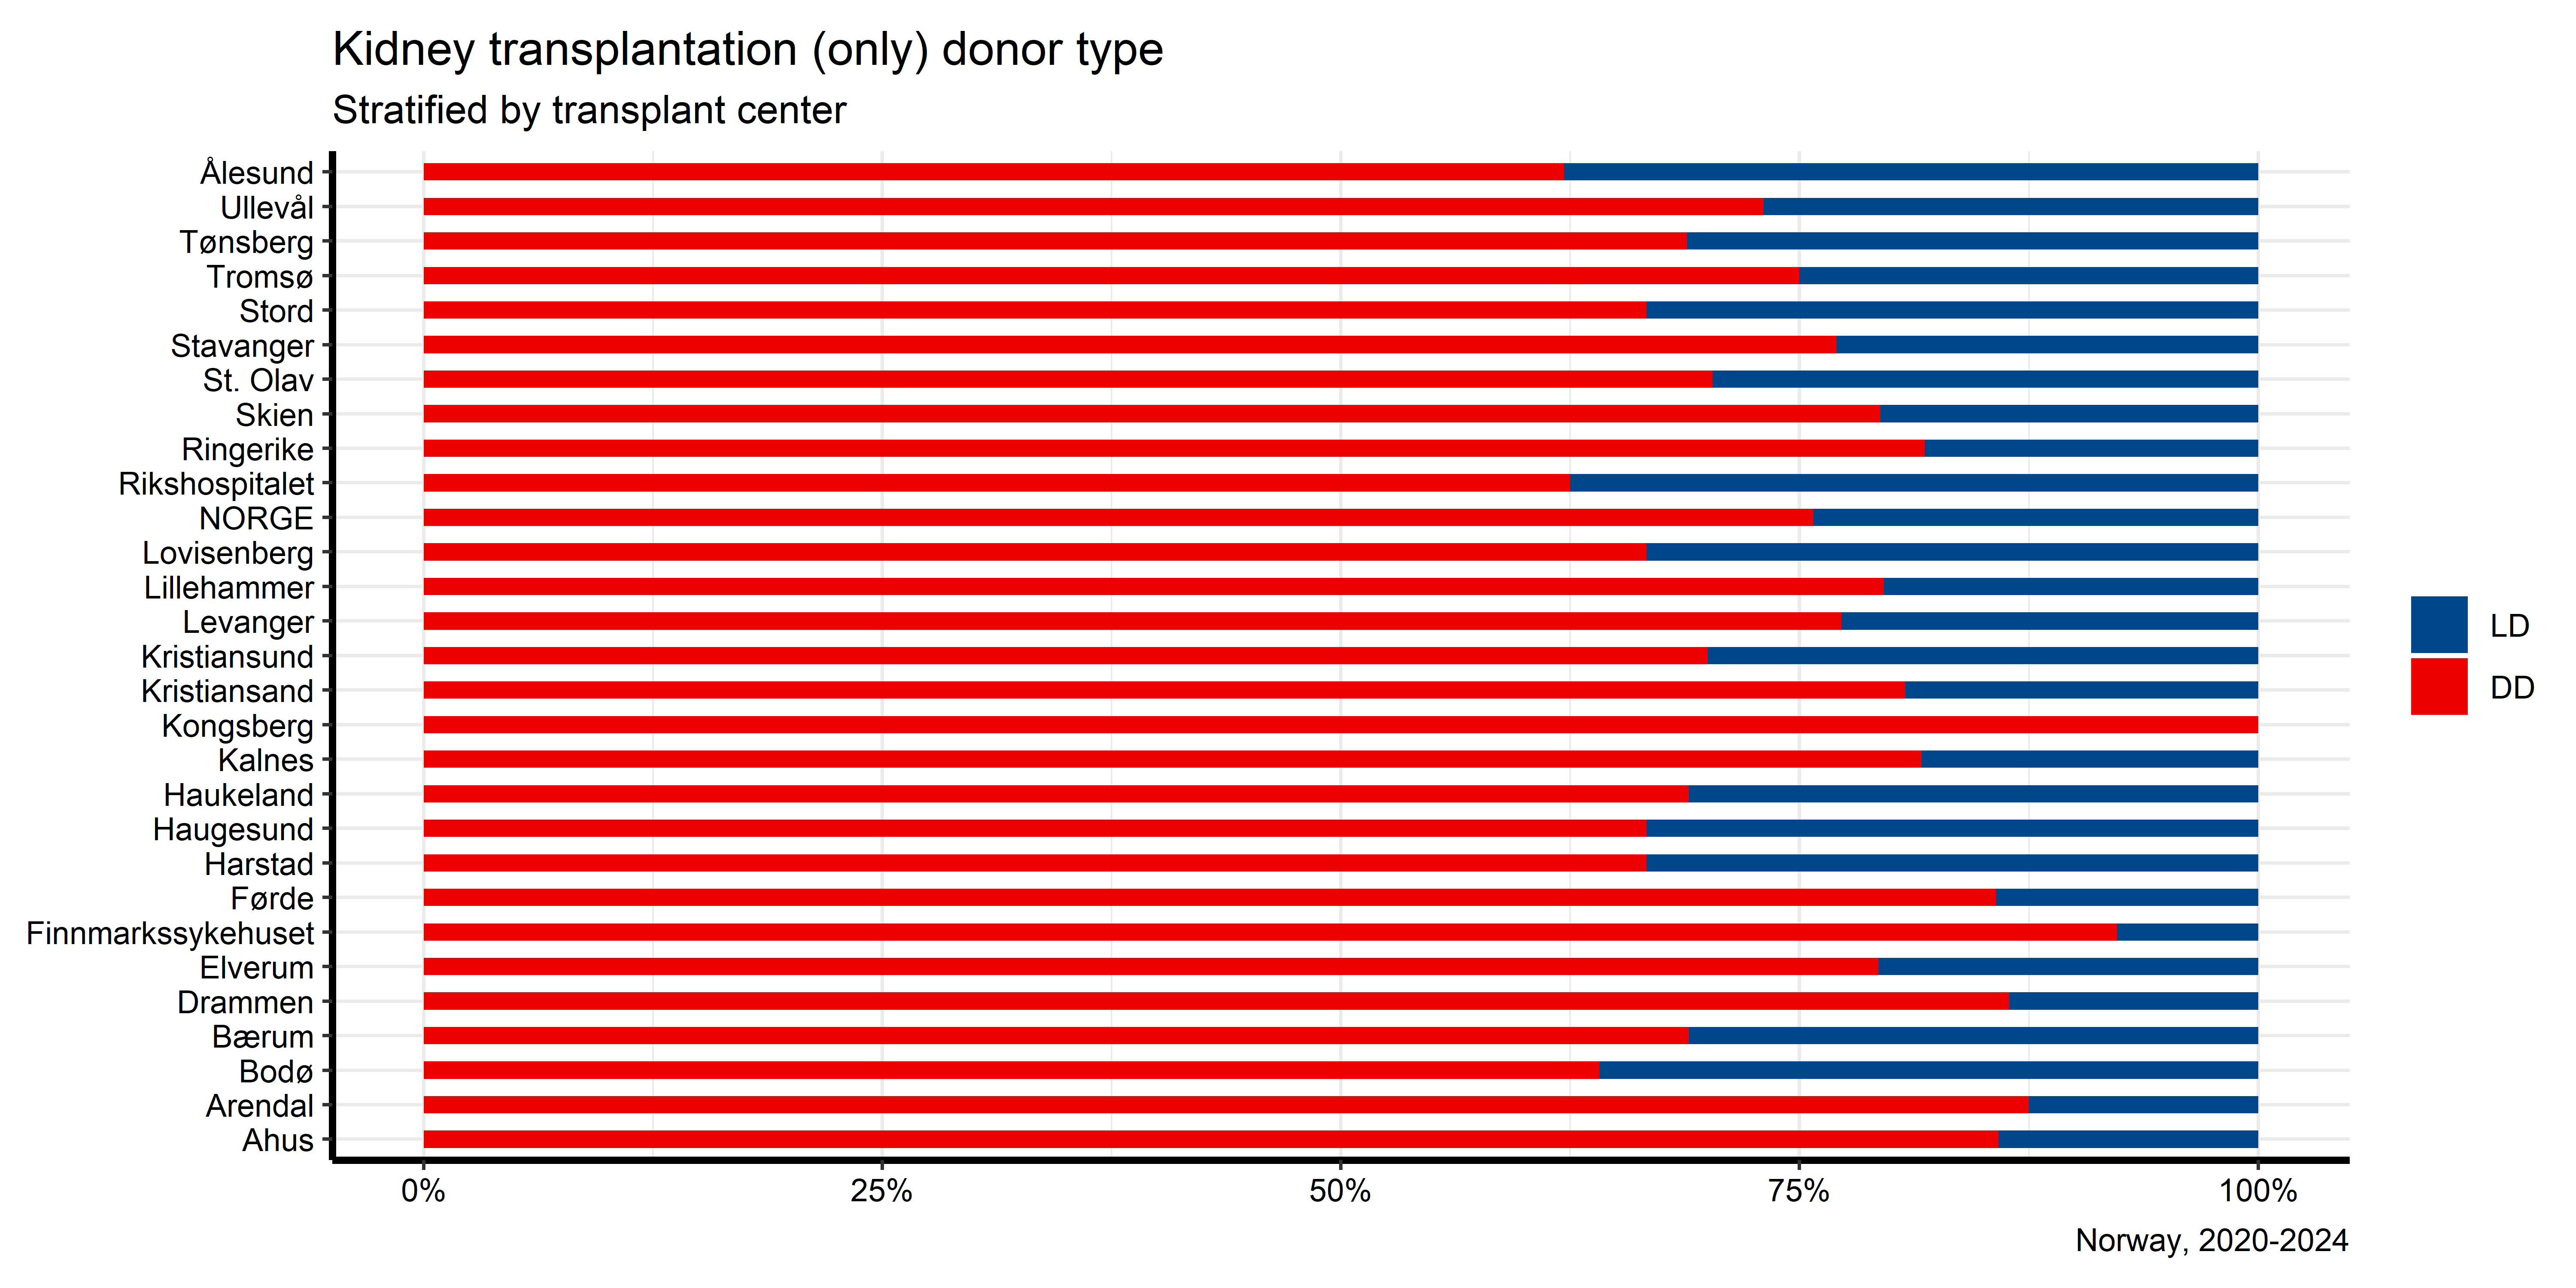 Kidney transplantation (only) donor type
Stratified by transplant center
Ålesund
Ullevål
Tønsberg
Tromsø
Stord
Stavanger
St. Olav
Skien
Ringerike
Rikshospitalet
NORGE
Lovisenberg
Lillehammer
Levanger
Kristiansund
Kristiansand
Kongsberg
Kalnes
Haukeland
Haugesund
Harstad
Førde
Finnmarkssykehuset
Elverum
Drammen
Bærum
Bodø
Arendal
Ahus
0% 25% 50% 75% 100%
LD
DD
Norway, 2020-2024